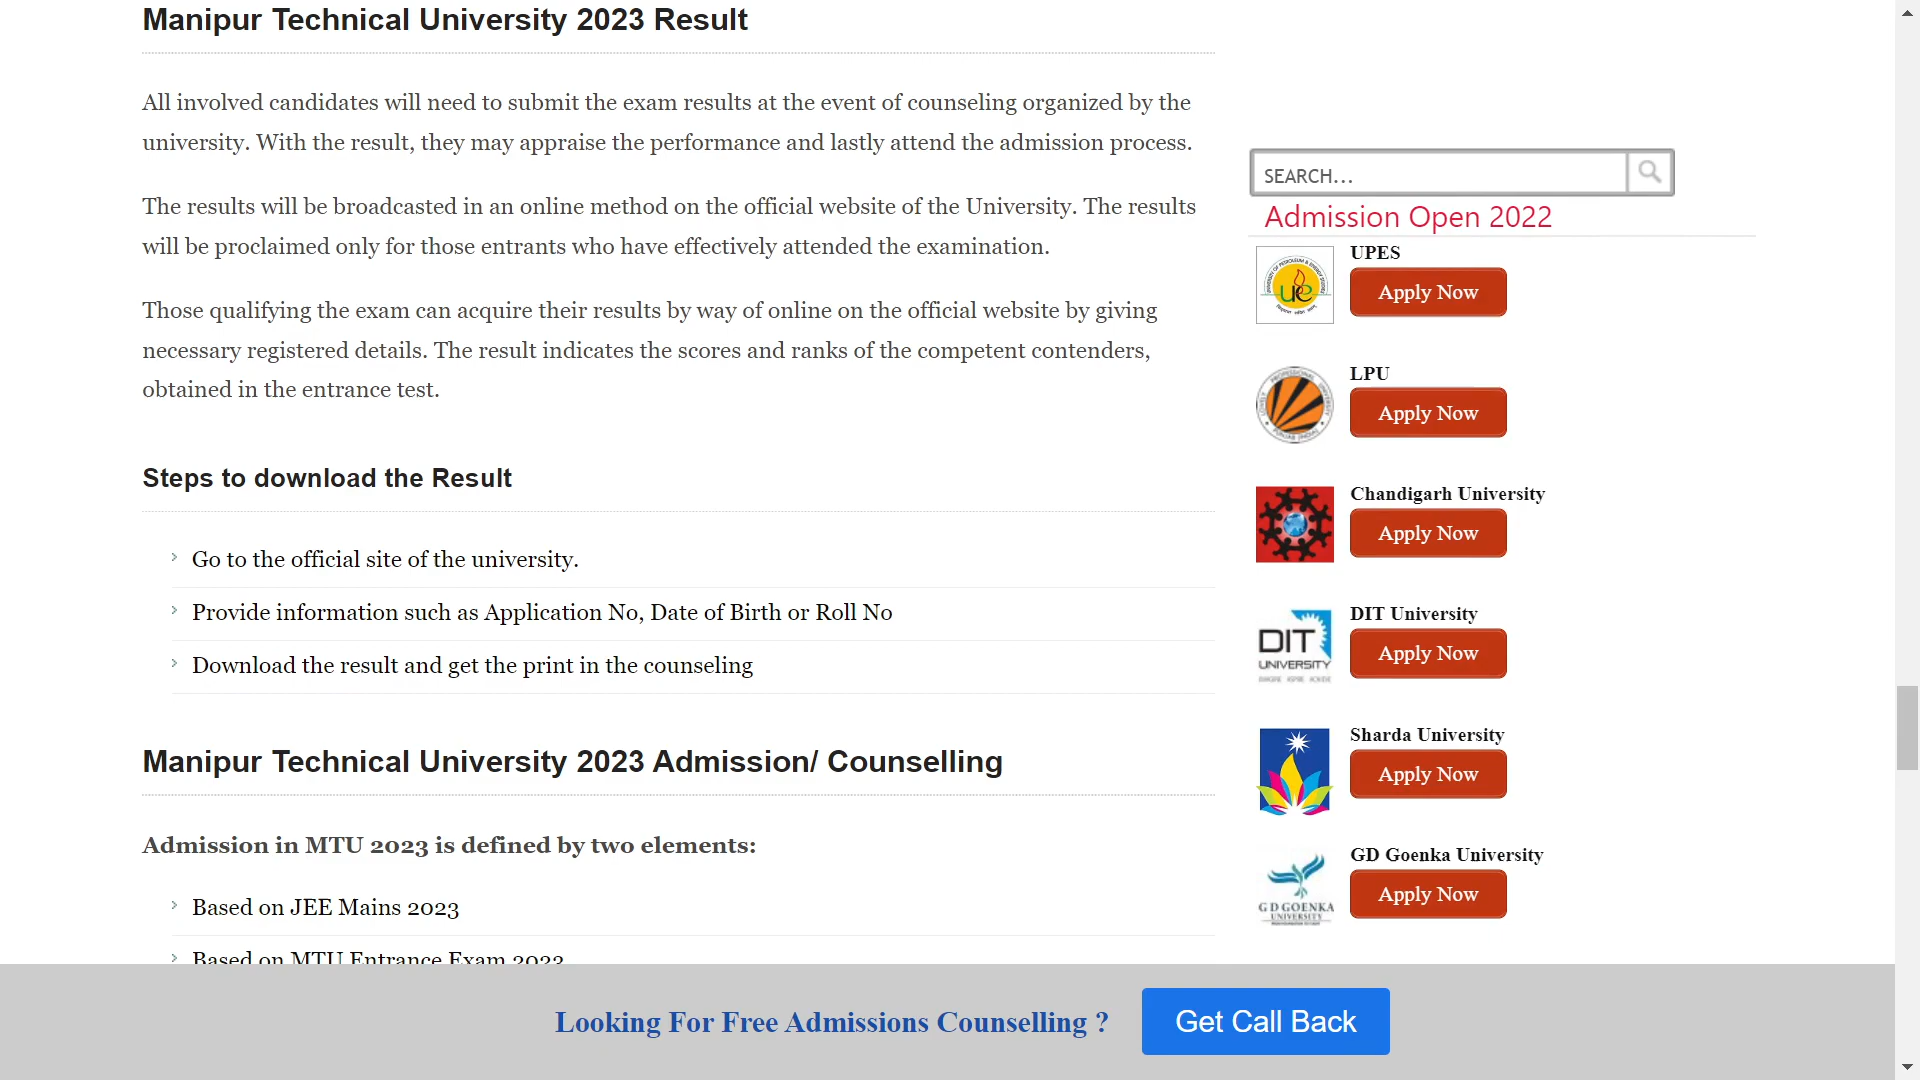 Manipur Technical University 2023 Result
All involved candidates will need to submit the exam results at the event of counseling organized by the
university. With the result, they may appraise the performance and lastly attend the admission process.
The results will be broadcasted in an online method on the official website of the University. The results
will be proclaimed only for those entrants who have effectively attended the examination.
Those qualifying the exam can acquire their results by way of online on the official website by giving
necessary registered details. The result indicates the scores and ranks of the competent contenders,
obtained in the entrance test.
Steps to download the Result
Go to the official site of the university.
Provide information such as Application No, Date of Birth or Roll No
Download the result and get the print in the counseling
Manipur Technical University 2023 Admission/ Counselling
Admission in MTU 2023 is defined by two elements:
Based on JEE Mains 2023
Based on MTU Entrance Exam 2023
SEARCH...
Admission Open 2022
UPES
Apply Now
LPU
Apply Now
Chandigarh University
Apply Now
DIT
UNIVERSITY
DIT University
Apply Now
Sharda University
Apply Now
G D GOENKA
UNIVERSITY
GD Goenka University
Apply Now
Looking For Free Admissions Counselling ?
Get Call Back